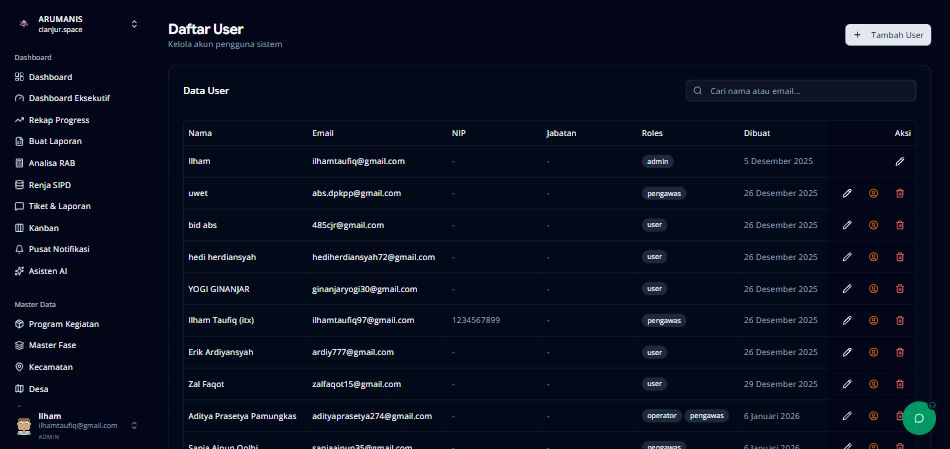 ARUMANIS
cianjur.space
Dashboard
Dashboard
Dashboard Eksekutif
Rekap Progress
Buat Laporan
Analisa RAB
Renja SIPD
Tiket & Laporan
Kanban
Pusat Notifikasi
Asisten AI
Master Data
Program Kegiatan
Master Fase
Kecamatan
Desa
Ilham
ilhamtaufiq@gmail.com
ADMIN
Daftar User
Kelola akun pengguna sistem
+ Tambah User
Data User
Cari nama atau email...
Nama Email NIP Jabatan Roles Dibuat Aksi
Ilham ilhamtaufiq@gmail.com - - admin 5 Desember 2025
uwet abs.dpkpp@gmail.com - - pengawas 26 Desember 2025
bid abs 485cjr@gmail.com - - user 26 Desember 2025
hedi herdiansyah hediherdiansyah72@gmail.com - - user 26 Desember 2025
YOGI GINANJAR ginanjaryogi30@gmail.com - - user 26 Desember 2025
Ilham Taufiq (itx) ilhamtaufiq97@gmail.com 1234567899 - pengawas 26 Desember 2025
Erik Ardiyansyah ardiy777@gmail.com - - user 26 Desember 2025
Zal Faqot zalfaqot15@gmail.com - - user 29 Desember 2025
Aditya Prasetya Pamungkas adityaprasetya274@gmail.com - - operator pengawas 6 Januari 2026
- - pengawas 6 Januari 2026